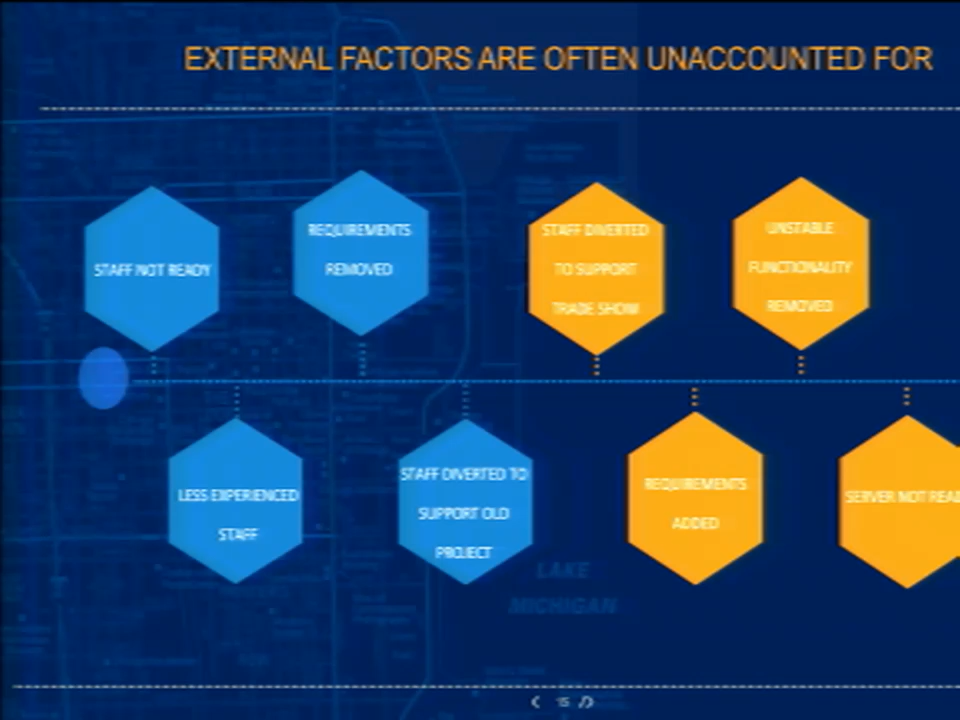 EXTERNAL FACTORS ARE OFTEN UNACCOUNTED FOR
STAFF NOT READY
REQUIREMENTS
REMOVED
STAFF DIVERTED
TO SUPPORT
TRADE SHOW
UNSTABLE
FUNCTIONALITY
REMOVED
LESS EXPERIENCED
STAFF
STAFF DIVERTED TO
SUPPORT OLD
PROJECT
REQUIREMENTS
ADDED
SERVER NOT READ
LAKE
MICHIGAN
15